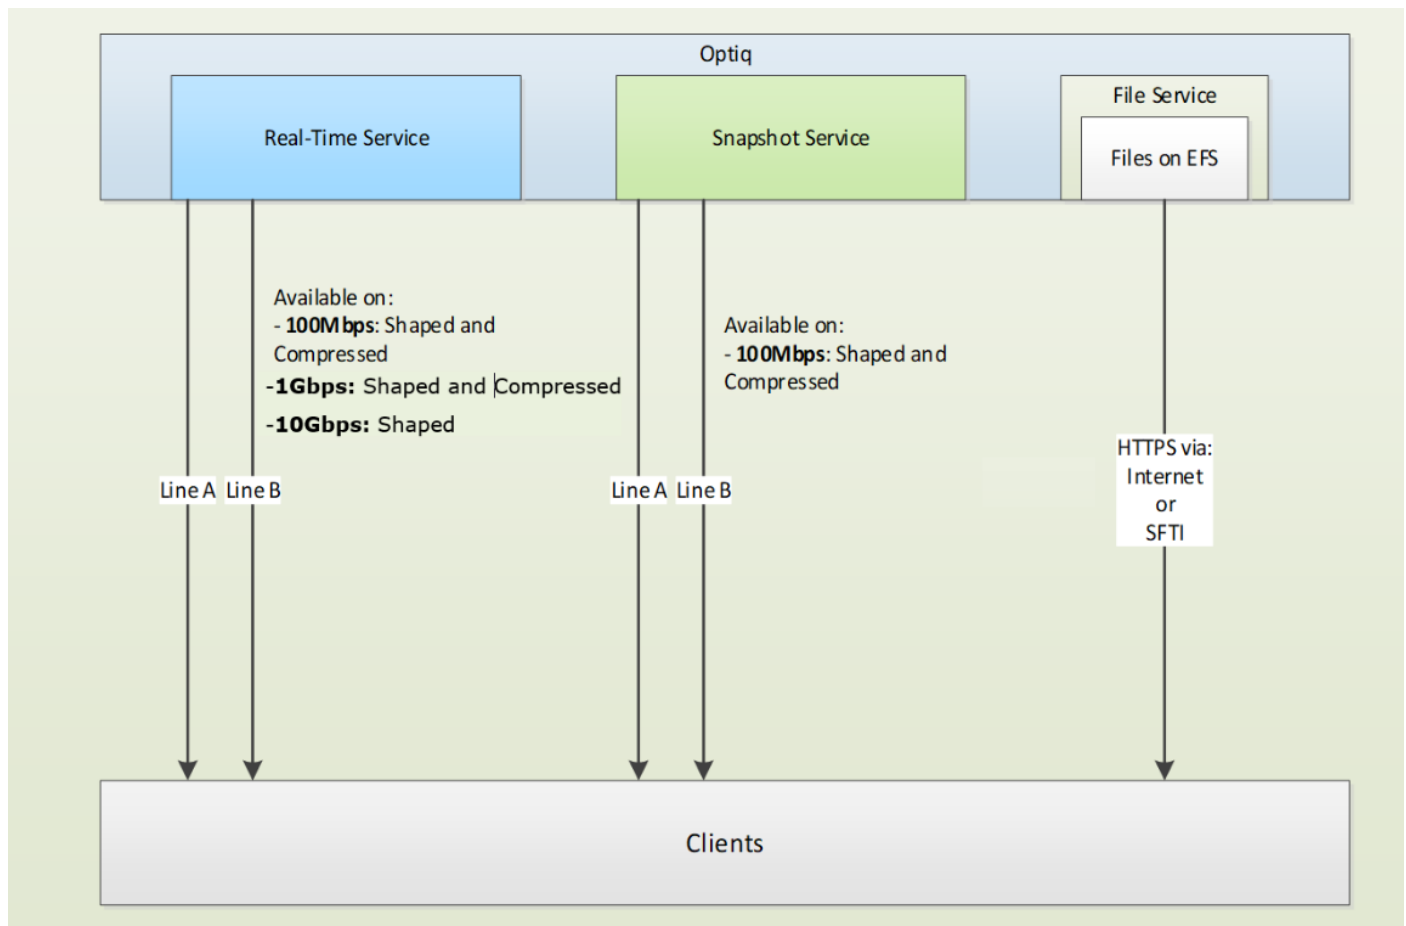 Optiq
Real-Time Service
Snapshot Service
File Service
Files on EFS
Available on:
- 100Mbps: Shaped and
Compressed
-1Gbps: Shaped and Compressed
-10Gbps: Shaped
Available on:
- 100Mbps: Shaped and
Compressed
HTTPS via:
Internet
or
SFTI
Line A
Line B
Line A
Line B
Clients